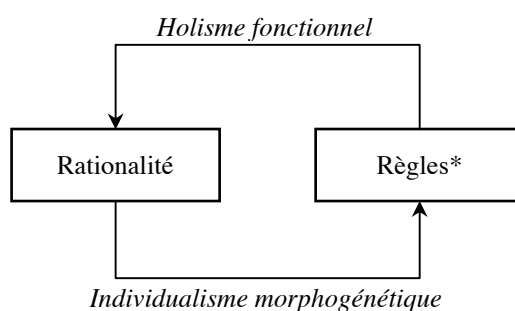 Holisme fonctionnel
Rationalité
Règles*
Individualisme morphogénétique